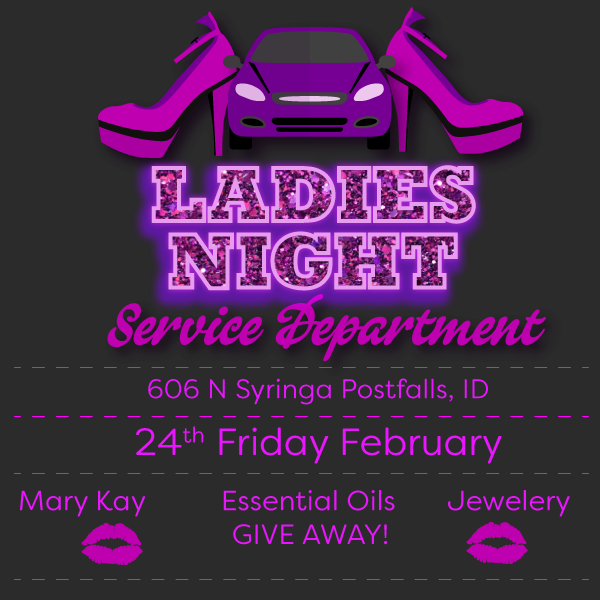 LADIES
NIGHT
Service Department
606 N Syringa Postfalls, ID
24th Friday February
Mary Kay Essential Oils Jewelery
GIVE AWAY!